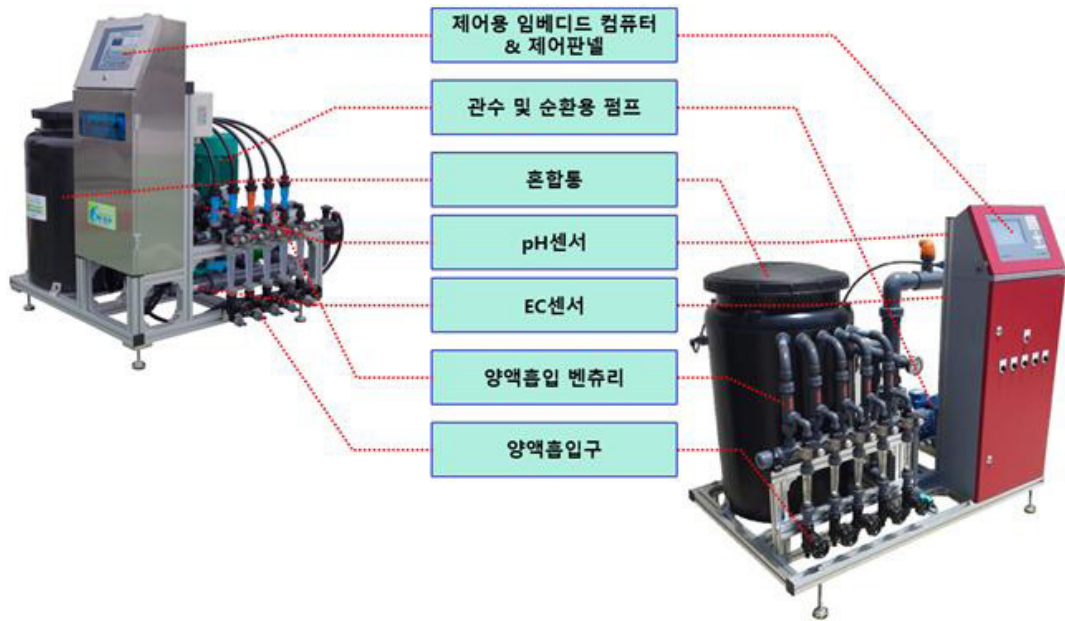 제어용 임베디드 컴퓨터
& 제어판넬
관수 및 순환용 펌프
혼합통
pH센서
EC센서
양액흡입 벤츄리
양액흡입구